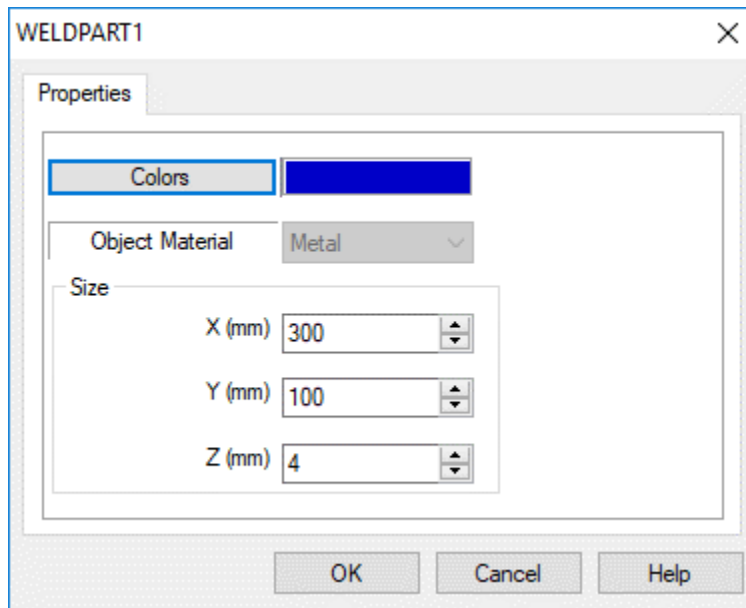 WELDPART1
Properties
Colors
Object Material Metal
Size
X (mm) 300
Y (mm) 100
Z (mm) 4
OK Cancel Help